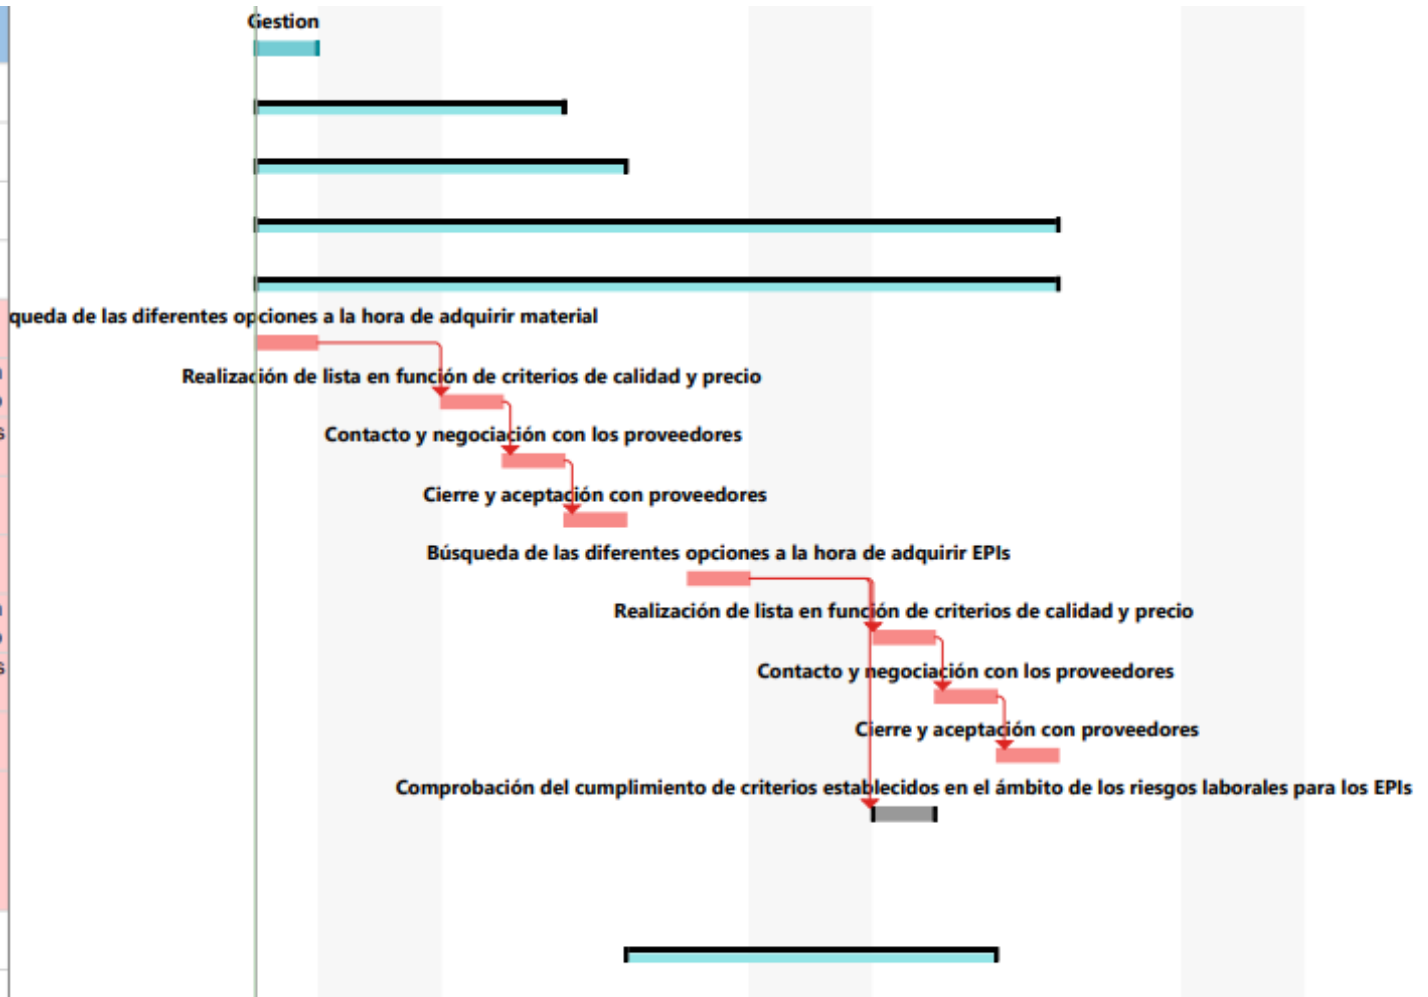 Gestion
queda de las diferentes opciones a la hora de adquirir material
Realización de lista en función de criterios de calidad y precio
Contacto y negociación con los proveedores
Cierre y aceptación con proveedores
Búsqueda de las diferentes opciones a la hora de adquirir EPIs
Realización de lista en función de criterios de calidad y precio
Contacto y negociación con los proveedores
Cierre y aceptación con proveedores
Comprobación del cumplimiento de criterios establecidos en el ámbito de los riesgos laborales para los EPIs